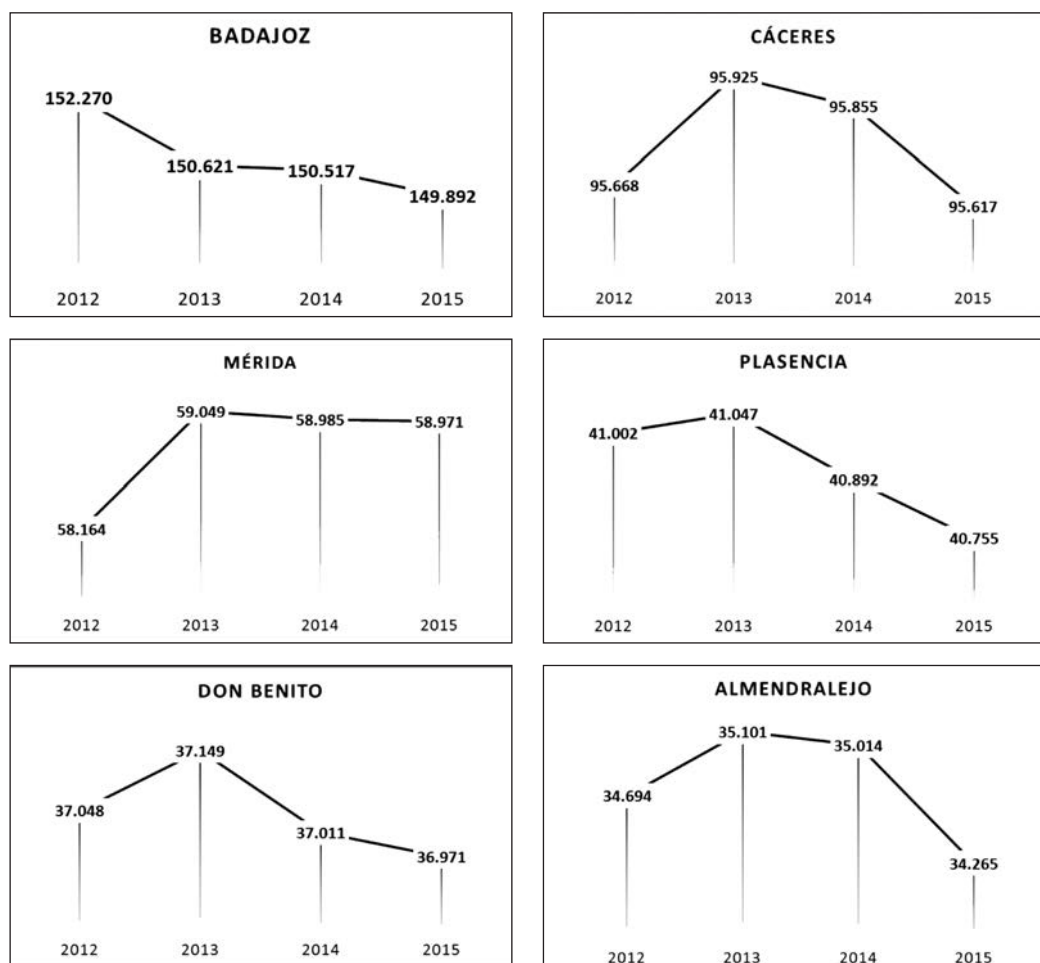 BADAJOZ
152.270
150.621
150.517
149.892
2012 2013 2014 2015
CÁCERES
95.668
95.925
95.855
95.617
2012 2013 2014 2015
MÉRIDA
58.164
59.049
58.985
58.971
2012 2013 2014 2015
PLASENCIA
41.002
41.047
40.892
40.755
2012 2013 2014 2015
DON BENITO
37.048
37.149
37.011
36.971
2012 2013 2014 2015
ALMENDRALEJO
34.694
35.101
35.014
34.265
2012 2013 2014 2015